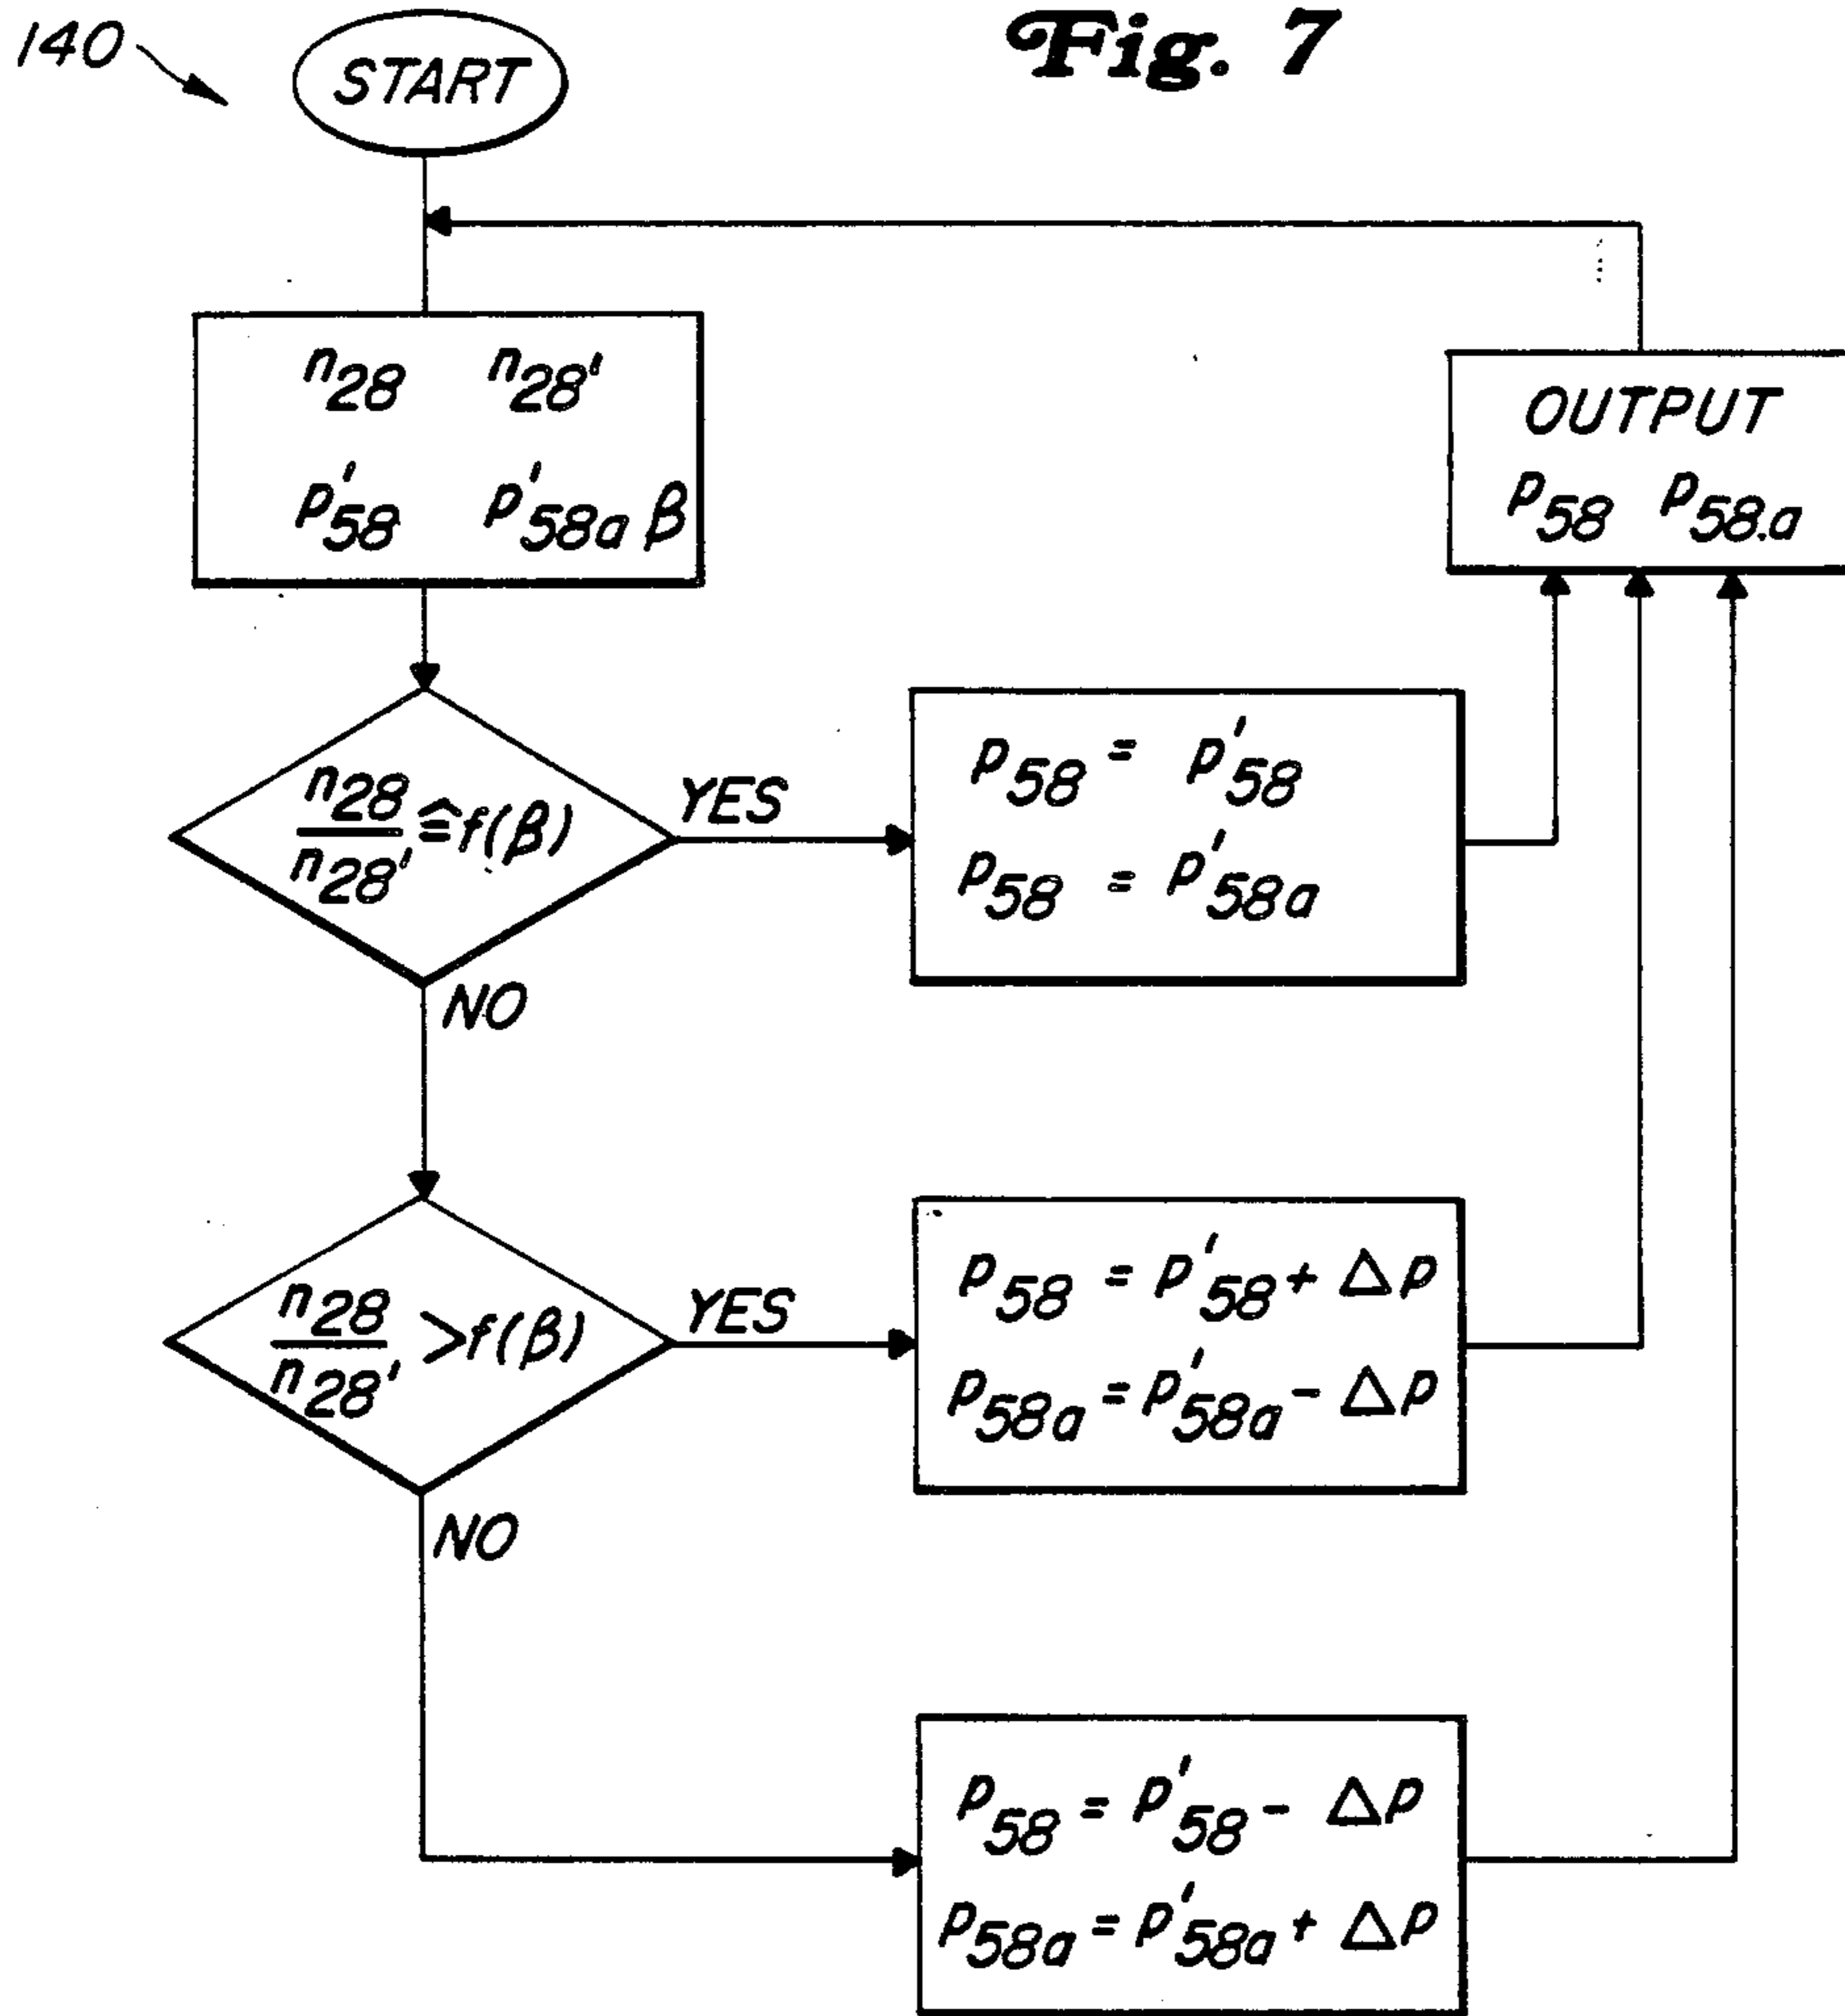 140
START
Fig. 7
n28 n28'
p'58 p'58a β
OUTPUT
p58 p58.a
n28
n28' ≙ f(β)
YES
p58 = p'58
p58 = p'58a
NO
n28
n28' > f(β)
YES
p58 = p'58 + Δp
p58a = p'58a - Δp
NO
p58 = p'58 - Δp
p58a = p'58a + Δp